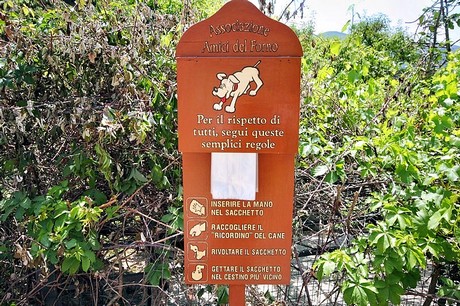 Associazione
Amici del Forno
Per il rispetto di
tutti, segui queste
semplici regole
INSERIRE LA MANO
NEL SACCHETTO
RACCOGLIERE IL
"RICORDINO" DEL CANE
RIVOLTARE IL SACCHETTO
GETTARE IL SACCHETTO
NEL CESTINO PIU' VICINO